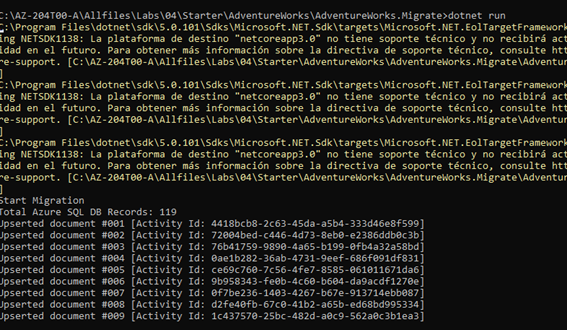 C:\AZ-204T00-A\Allfiles\Labs\04\Starter\AdventureWorks\AdventureWorks.Migrate>dotnet run
C:\Program Files\dotnet\sdk\5.0.101\Sdks\Microsoft.NET.Sdk\targets\Microsoft.NET.EolTargetFramework
ing NETSDK1138: La plataforma de destino "netcoreapp3.0" no tiene soporte técnico y no recibirá act
idad en el futuro. Para obtener más información sobre la directiva de soporte técnico, consulte htt
re-support. [C:\AZ-204T00-A\Allfiles\Labs\04\Starter\AdventureWorks\AdventureWorks.Migrate\Adventur
]
C:\Program Files\dotnet\sdk\5.0.101\Sdks\Microsoft.NET.Sdk\targets\Microsoft.NET.EolTargetFramework
ing NETSDK1138: La plataforma de destino "netcoreapp3.0" no tiene soporte técnico y no recibirá act
idad en el futuro. Para obtener más información sobre la directiva de soporte técnico, consulte htt
re-support. [C:\AZ-204T00-A\Allfiles\Labs\04\Starter\AdventureWorks\AdventureWorks.Migrate\Adventur
]
C:\Program Files\dotnet\sdk\5.0.101\Sdks\Microsoft.NET.Sdk\targets\Microsoft.NET.EolTargetFramework
ing NETSDK1138: La plataforma de destino "netcoreapp3.0" no tiene soporte técnico y no recibirá act
idad en el futuro. Para obtener más información sobre la directiva de soporte técnico, consulte htt
re-support. [C:\AZ-204T00-A\Allfiles\Labs\04\Starter\AdventureWorks\AdventureWorks.Migrate\Adventur
]
Start Migration
Total Azure SQL DB Records: 119
Upserted document #001 [Activity Id: 4418bcb8-2c63-45da-a5b4-333d46e8f599]
Upserted document #002 [Activity Id: 72004bed-c446-4d73-8eb0-e2386ddb0c3b]
Upserted document #003 [Activity Id: 76b41759-9890-4a65-b199-0fb4a32a58bd]
Upserted document #004 [Activity Id: 0ae1b282-36ab-4731-9eef-686f091df831]
Upserted document #005 [Activity Id: ce69c760-7c56-4fe7-8585-061011671da6]
Upserted document #006 [Activity Id: 9b958343-fe0b-4c60-b604-da9acdf1270e]
Upserted document #007 [Activity Id: 0f7be236-1403-4267-b67e-913714ebb087]
Upserted document #008 [Activity Id: d2fe40fb-67c0-41b2-a65b-ed68bd995334]
Upserted document #009 [Activity Id: 1c437570-25bc-482d-a0c9-562a0c3b1ea3]